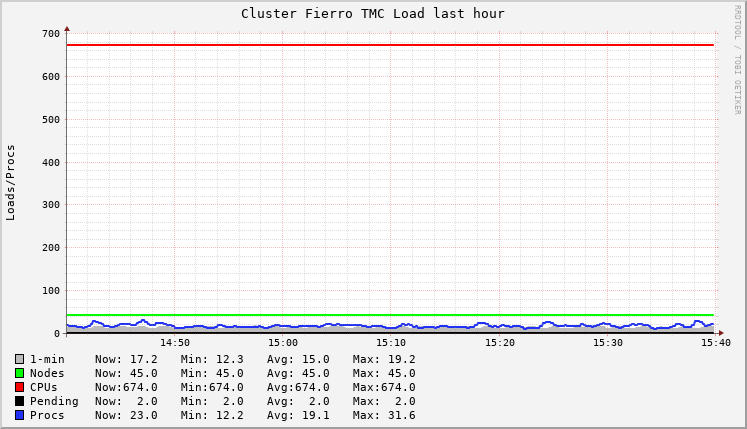 Cluster Fierro TMC Load last hour
RRDTOOL / TOBI OETIKER
Loads/Procs
700
600
500
400
300
200
100
0
14:50 15:00 15:10 15:20 15:30 15:40
1-min Now: 17.2 Min: 12.3 Avg: 15.0 Max: 19.2
Nodes Now: 45.0 Min: 45.0 Avg: 45.0 Max: 45.0
CPUs Now:674.0 Min:674.0 Avg:674.0 Max:674.0
Pending Now: 2.0 Min: 2.0 Avg: 2.0 Max: 2.0
Procs Now: 23.0 Min: 12.2 Avg: 19.1 Max: 31.6